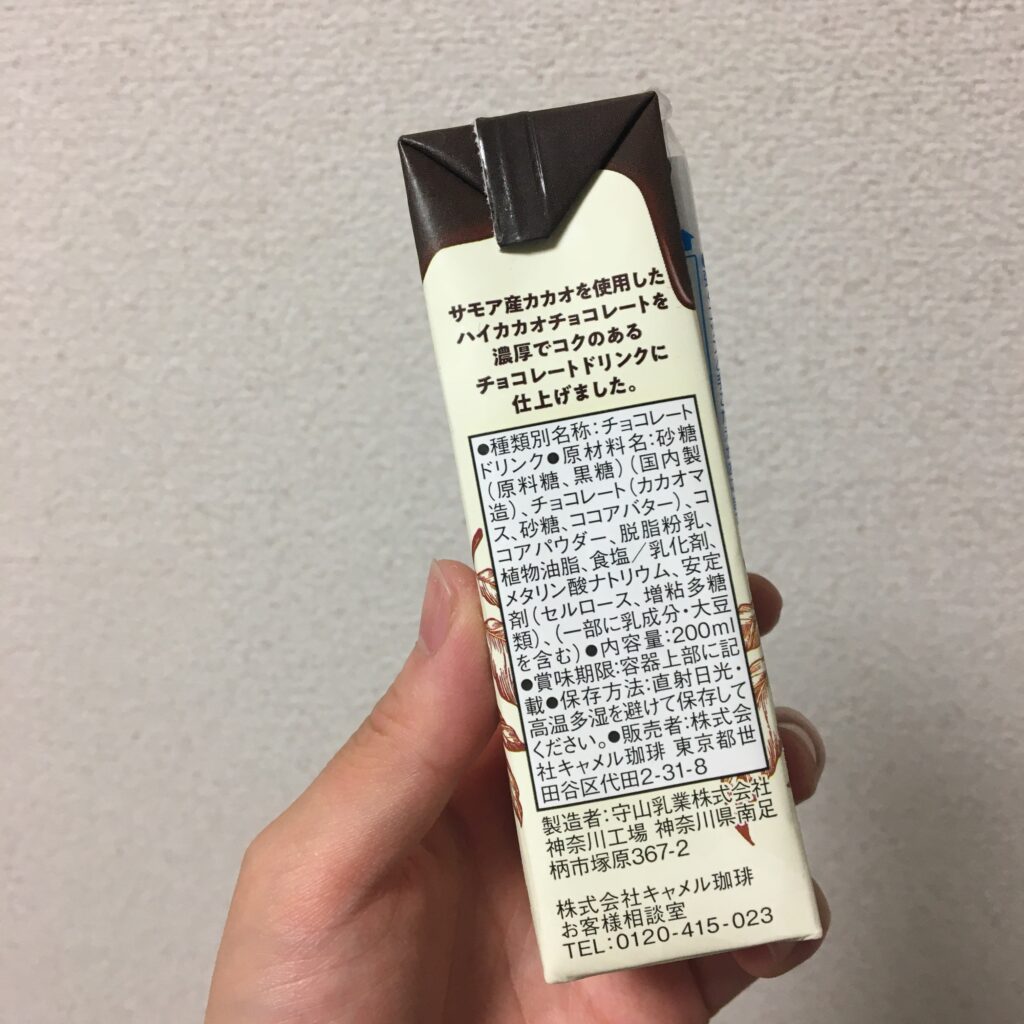 サモア産カカオを使用した
ハイカカオチョコレートを
濃厚でコクのある
チョコレートドリンクに
仕上げました。
●種類別名称:チョコレート
ドリンク●原材料名:砂糖
(原料糖、黒糖)(国内製
造)、チョコレート(カカオマ
ス、砂糖、ココアバター)、コ
コアパウダー、脱脂粉乳、
植物油脂、食塩/乳化剤、
メタリン酸ナトリウム、安定
剤(セルロース、増粘多糖
類)、(一部に乳成分・大豆
を含む)●内容量:200ml
●賞味期限:容器上部に記
載●保存方法:直射日光・
高温多湿を避けて保存して
ください。●販売者:株式会
社キャメル珈琲 東京都世
田谷区代田2-31-8
製造者:守山乳業株式会社
神奈川工場 神奈川県南足
柄市塚原367-2
株式会社キャメル珈琲
お客様相談室
TEL:0120-415-023